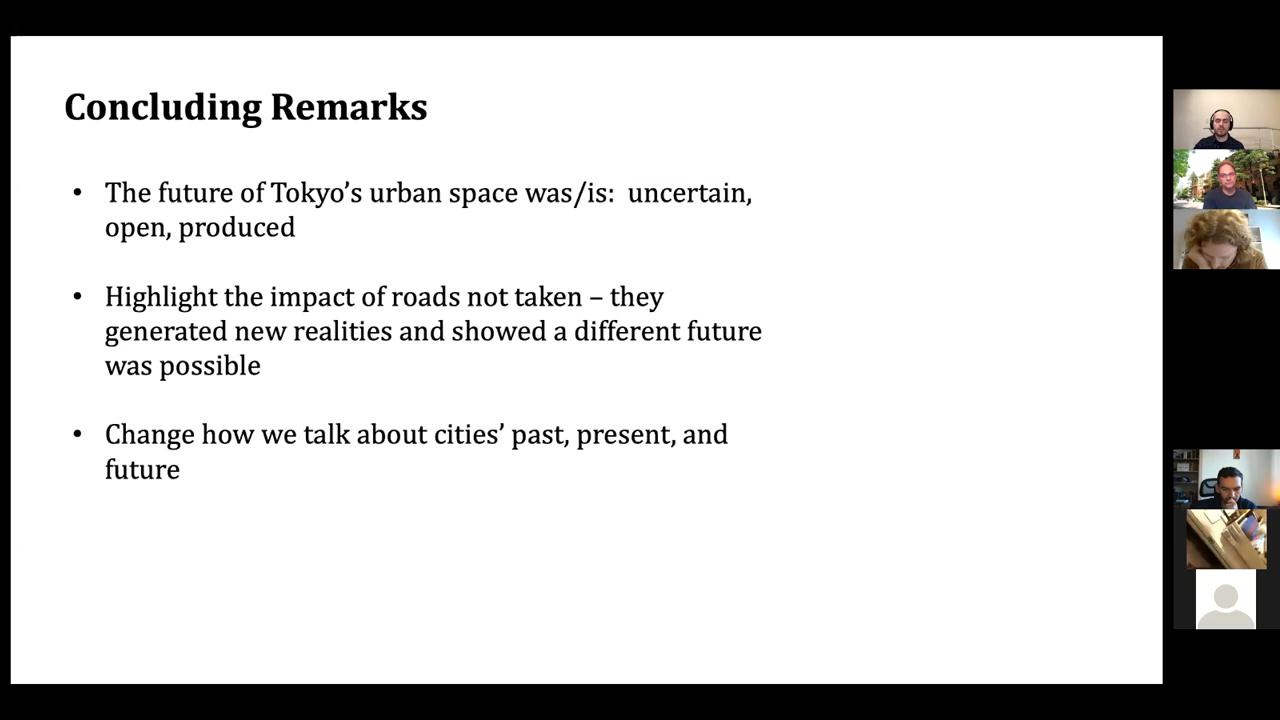 Concluding Remarks
• The future of Tokyo’s urban space was/is:  uncertain,
open, produced
• Highlight the impact of roads not taken – they
generated new realities and showed a different future
was possible
• Change how we talk about cities’ past, present, and
future